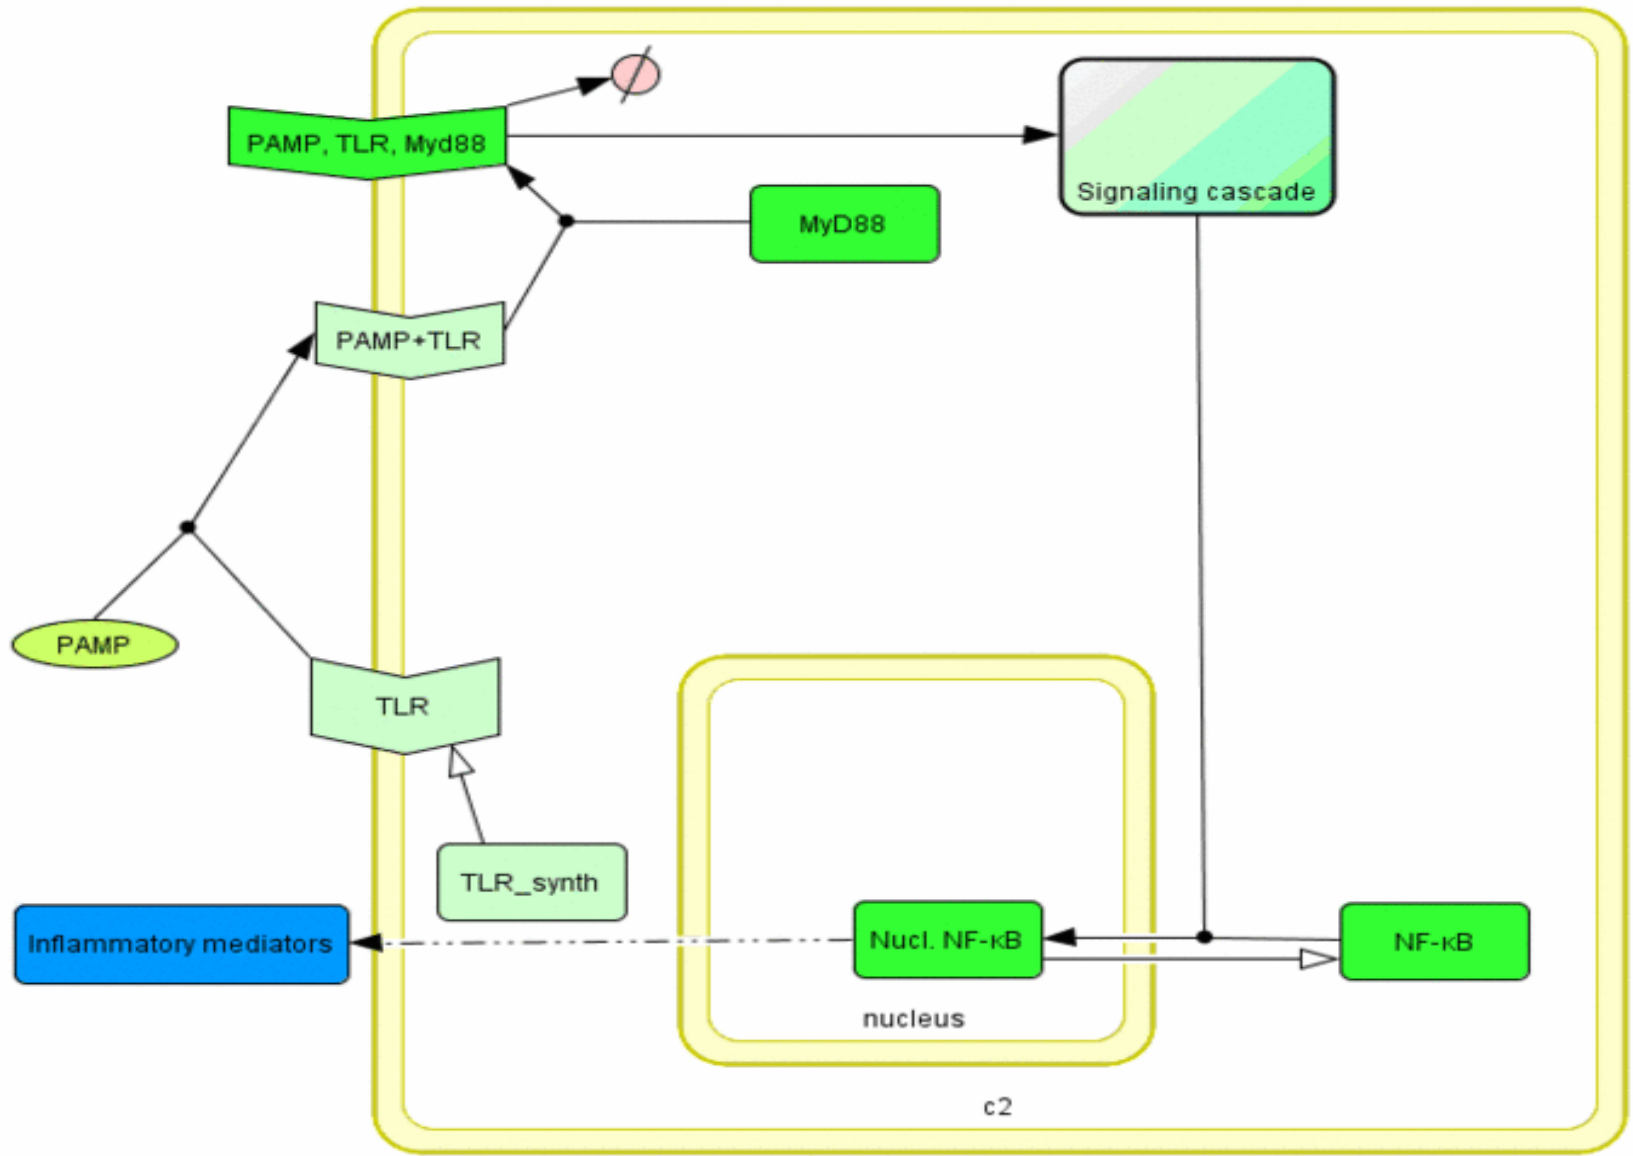 PAMP, TLR, Myd88
Signaling cascade
MyD88
PAMP+TLR
PAMP
TLR
TLR_synth
Inflammatory mediators
Nucl. NF-κB
NF-κB
nucleus
c2